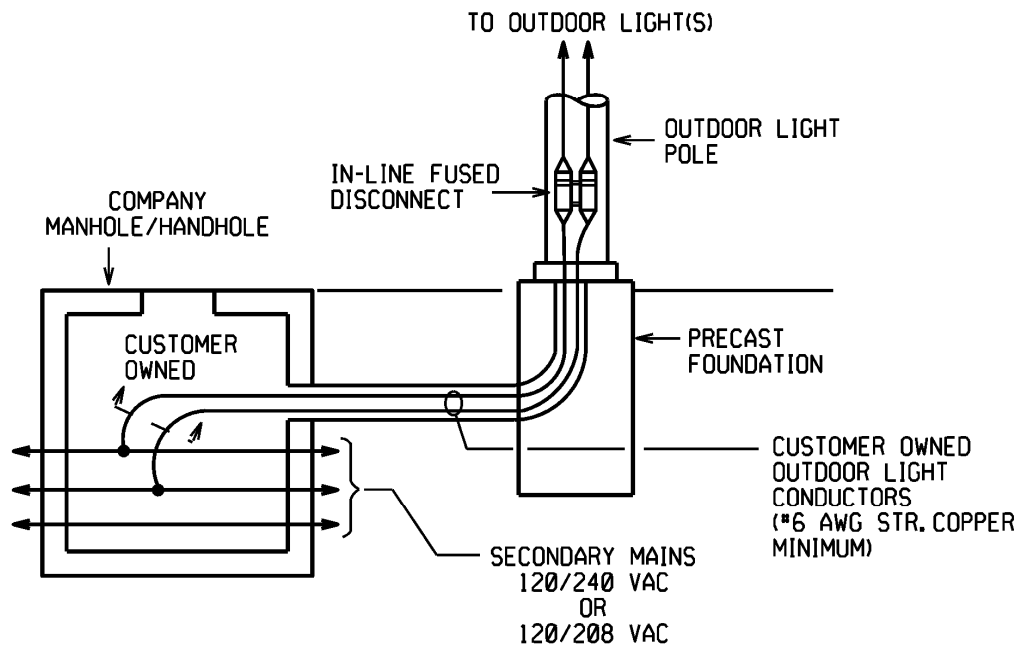 TO OUTDOOR LIGHT(S)
OUTDOOR LIGHT
POLE
IN-LINE FUSED
DISCONNECT
COMPANY
MANHOLE/HANDHOLE
CUSTOMER
OWNED
PRECAST
FOUNDATION
CUSTOMER OWNED
OUTDOOR LIGHT
CONDUCTORS
(#6 AWG STR. COPPER
MINIMUM)
SECONDARY MAINS
120/240 VAC
OR
120/208 VAC